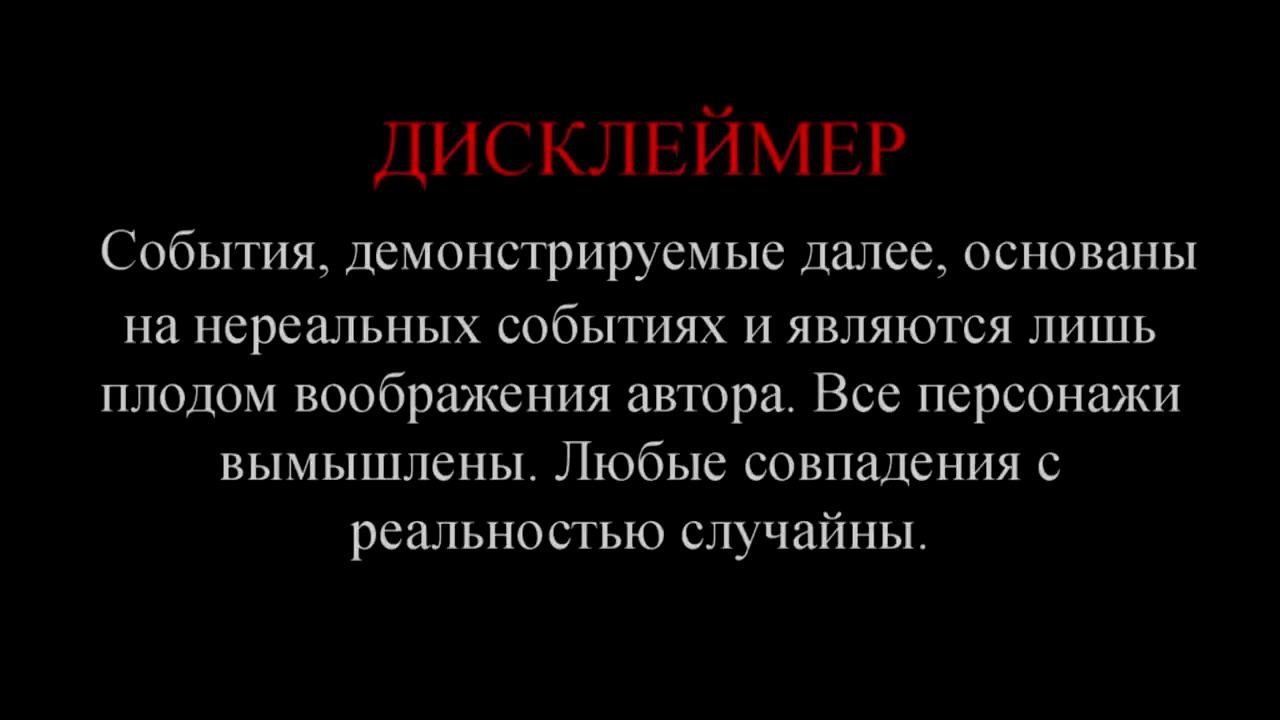 ДИСКЛЕЙМЕР
События, демонстрируемые далее, основаны
на нереальных событиях и являются лишь
плодом воображения автора. Все персонажи
вымышлены. Любые совпадения с
реальностью случайны.